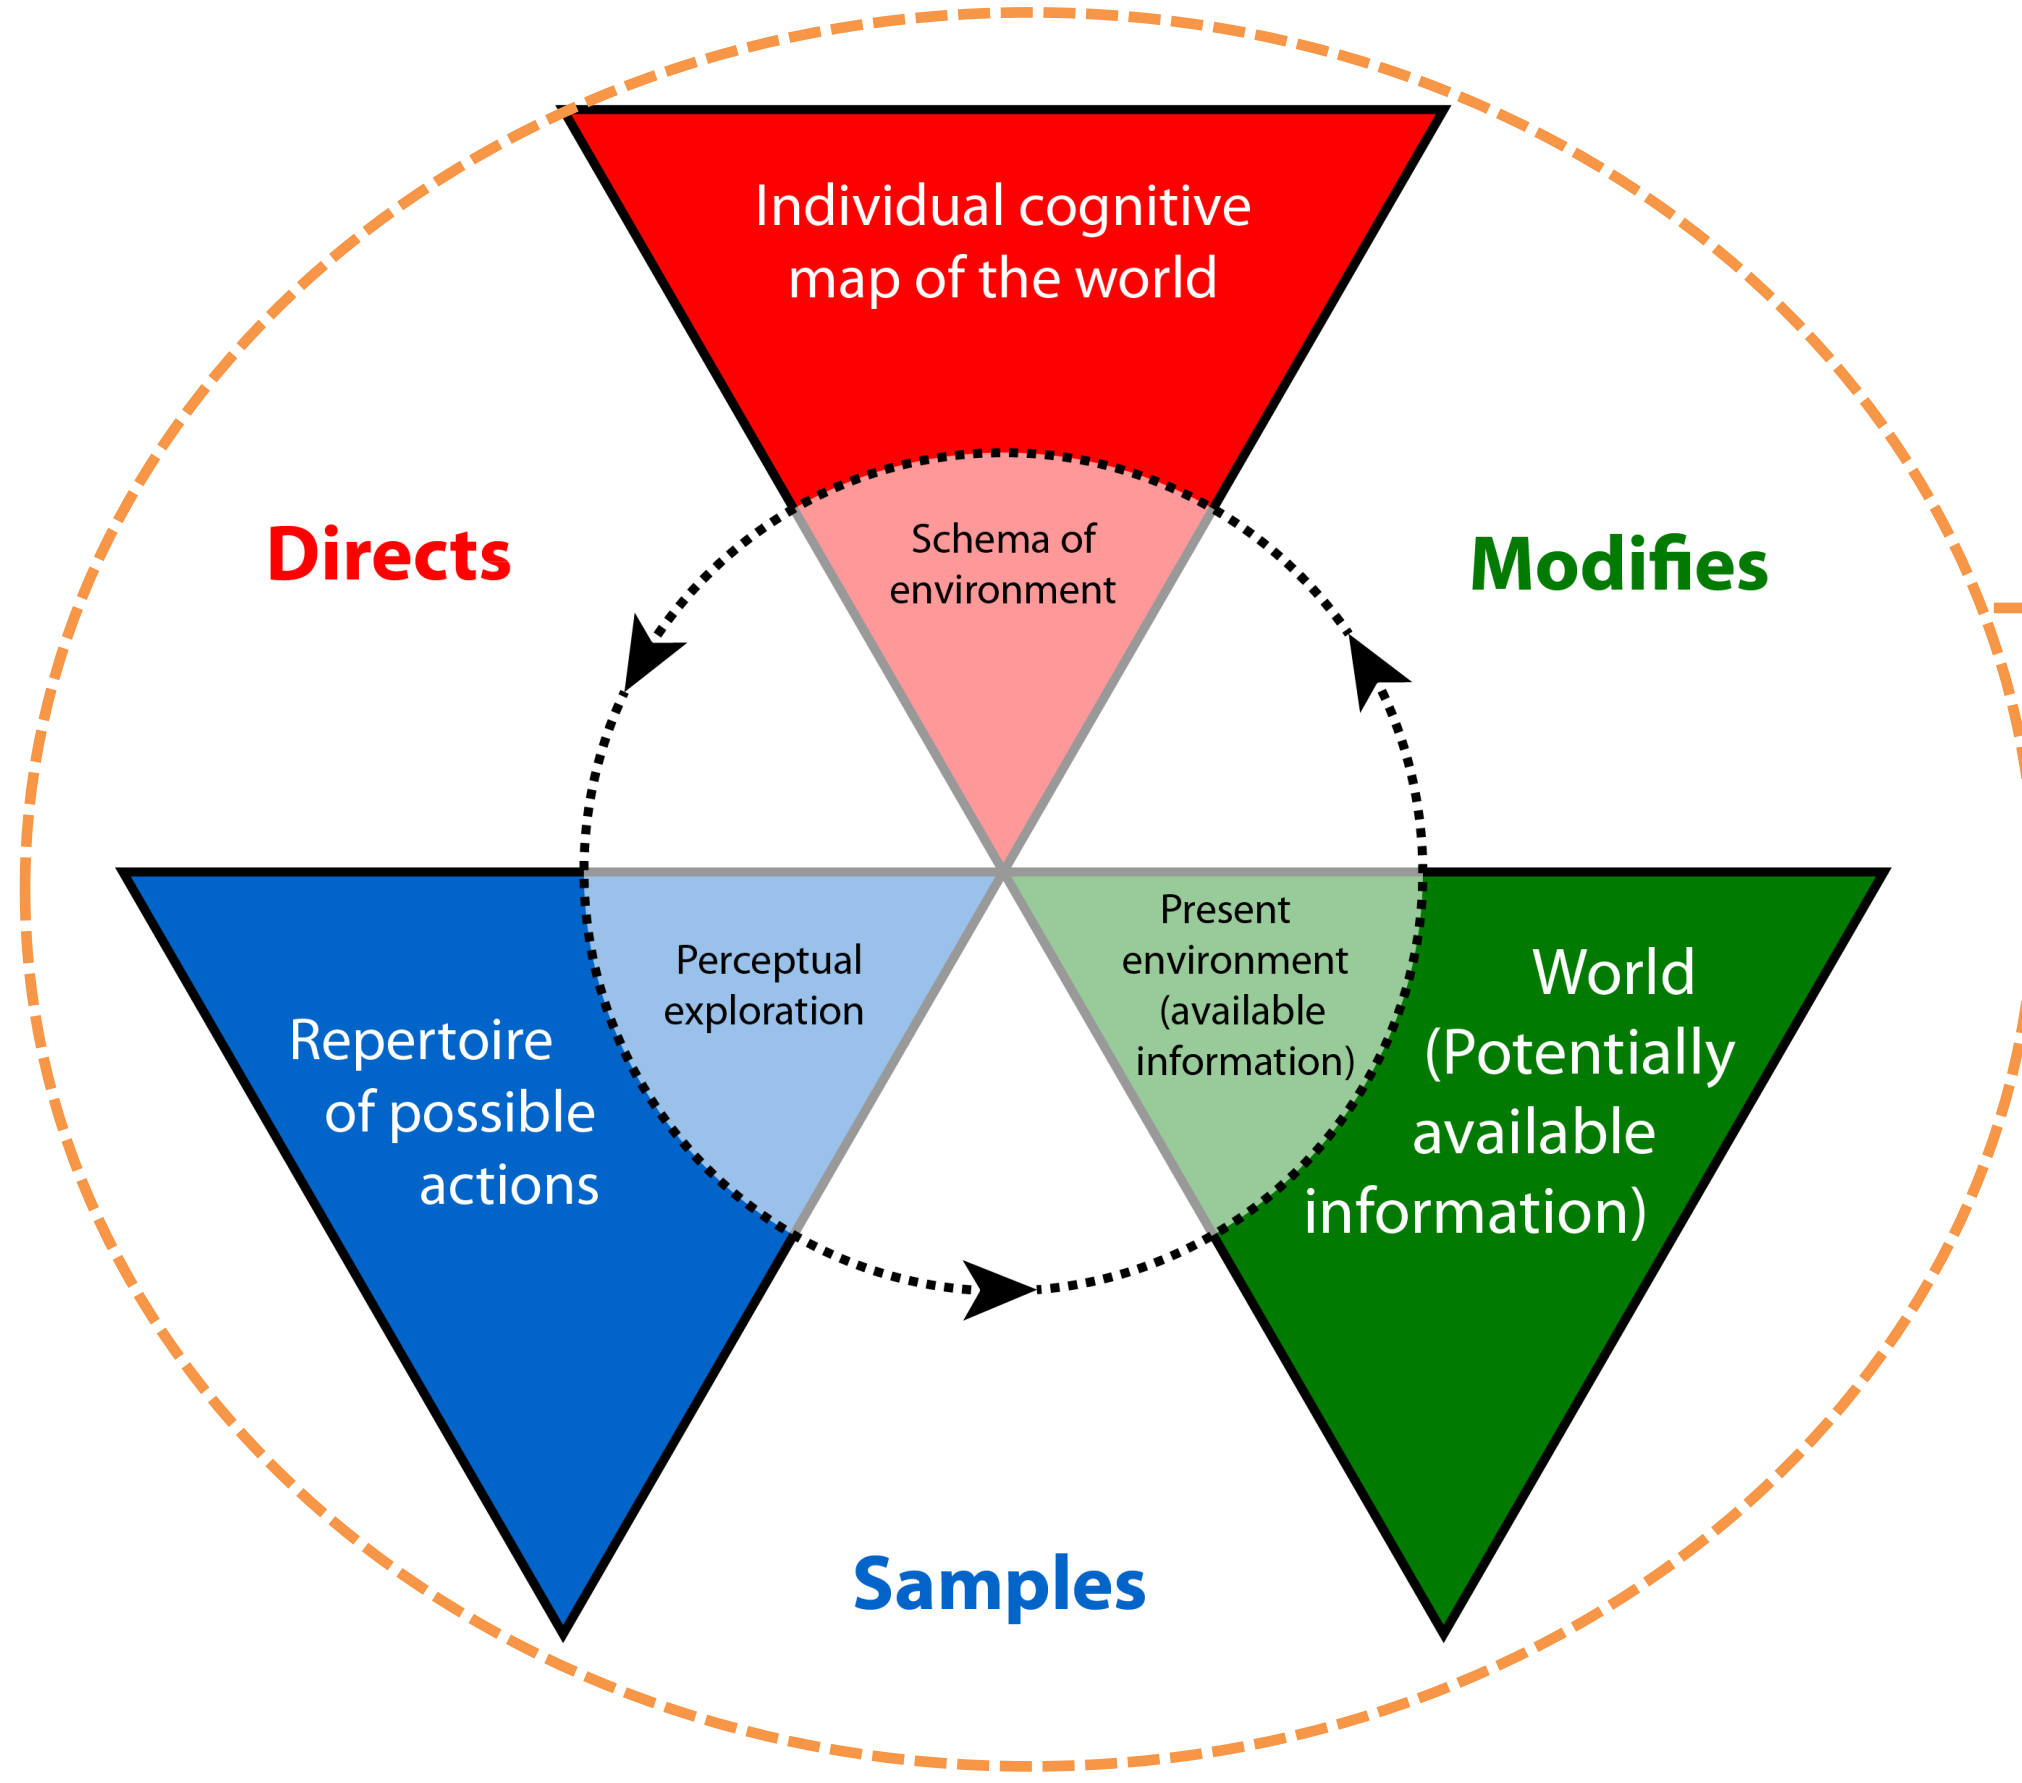 Individual cognitive
map of the world
Schema of
environment
Directs
Modifies
Perceptual
exploration
Repertoire
of possible
actions
Present
environment
(available
information)
World
(Potentially
available
information)
Samples